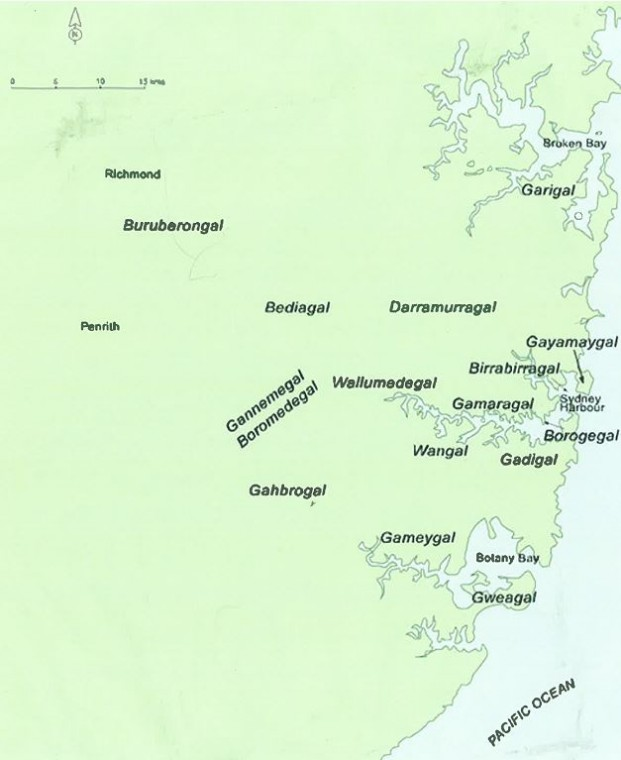 N
0 5 10 15 kms
Broken Bay
Richmond
Garigal
Buruberongal
Bediagal
Darramurragal
Penrith
Gayamaygal
Birrabirragal
Wallumedegal
Gannemegal
Boromedegal
Gamaragal
Sydney
Harbour
Borogegal
Wangal
Gadigal
Gahbrogal
Gameygal
Botany Bay
Gweagal
PACIFIC OCEAN